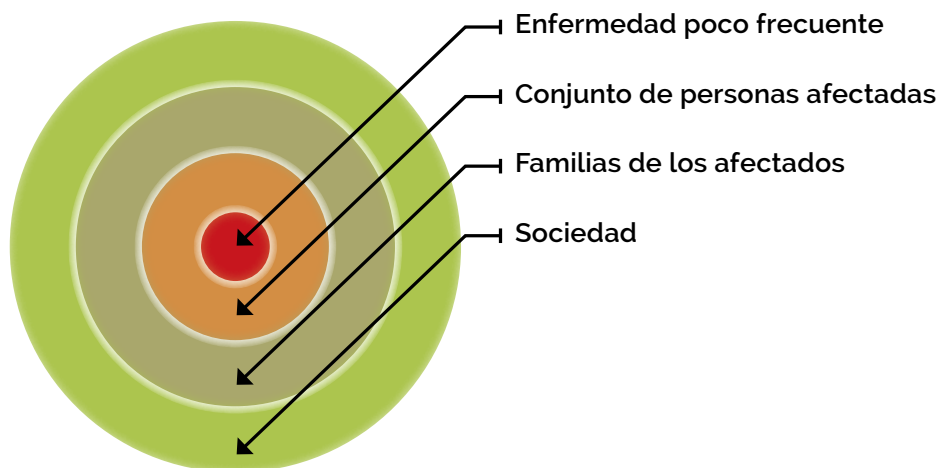 Enfermedad poco frecuente
Conjunto de personas afectadas
Familias de los afectados
Sociedad